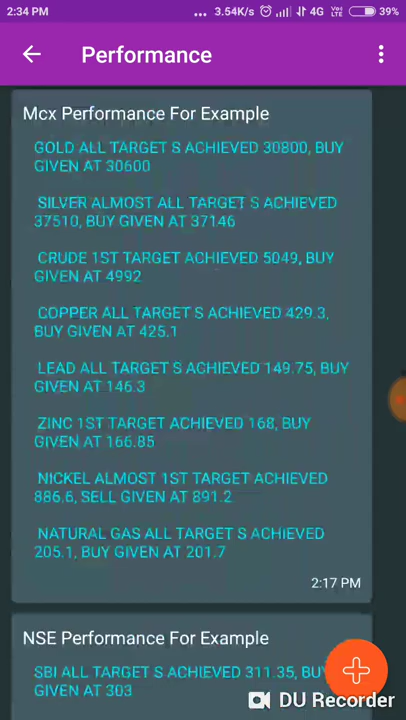 2:34 PM ... 3.54K/s 4G VoLTE 39%
Performance
Mcx Performance For Example
GOLD ALL TARGET S ACHIEVED 30800, BUY
GIVEN AT 30600
SILVER ALMOST ALL TARGET S ACHIEVED
37510, BUY GIVEN AT 37146
CRUDE 1ST TARGET ACHIEVED 5049, BUY
GIVEN AT 4992
COPPER ALL TARGET S ACHIEVED 429.3,
BUY GIVEN AT 425.1
LEAD ALL TARGET S ACHIEVED 149.75, BUY
GIVEN AT 146.3
ZINC 1ST TARGET ACHIEVED 168, BUY
GIVEN AT 166.85
NICKEL ALMOST 1ST TARGET ACHIEVED
886.6, SELL GIVEN AT 891.2
NATURAL GAS ALL TARGET S ACHIEVED
205.1, BUY GIVEN AT 201.7
2:17 PM
NSE Performance For Example
SBI ALL TARGET S ACHIEVED 311.35, BUY
GIVEN AT 303
DU Recorder